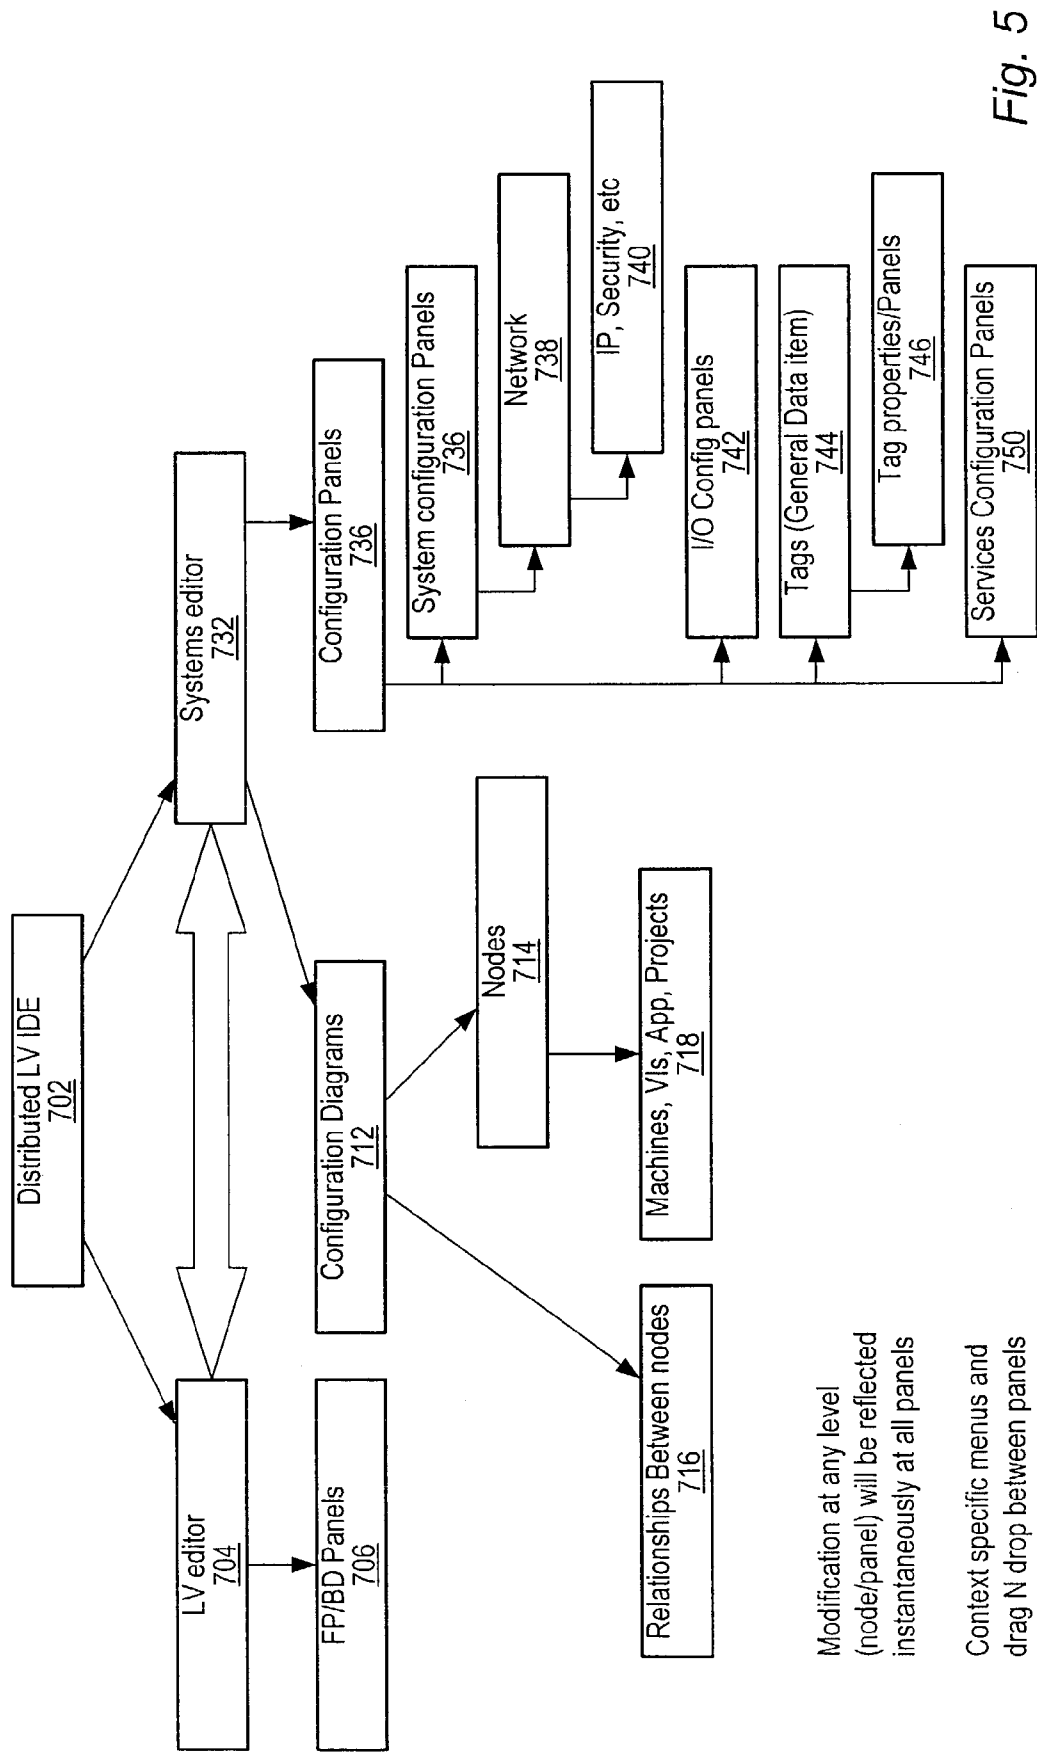 Distributed LV IDE
702
LV editor
704
Systems editor
732
FP/BD Panels
706
Configuration Diagrams
712
Configuration Panels
736
System configuration Panels
736
Nodes
714
Network
738
IP, Security, etc
740
Relationships Between nodes
716
Machines, VIs, App, Projects
718
I/O Config panels
742
Tags (General Data item)
744
Tag properties/Panels
746
Services Configuration Panels
750
Modification at any level
(node/panel) will be reflected
instantaneously at all panels
Context specific menus and
drag N drop between panels
Fig. 5